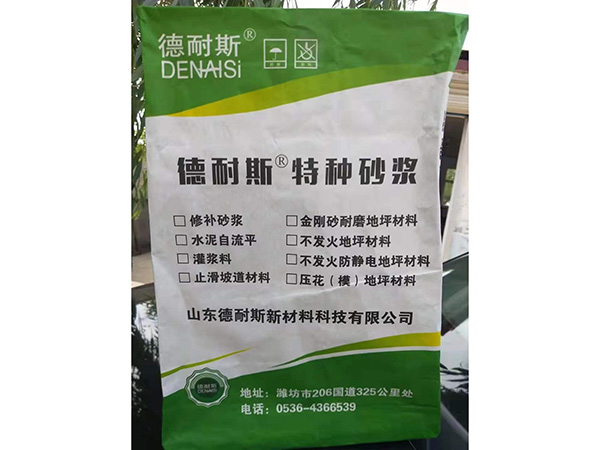 德耐斯®
DENAISi
德耐斯®特种砂浆
□修补砂浆 □金刚砂耐磨地坪材料
□水泥自流平 □不发火地坪材料
□灌浆料 □不发火防静电地坪材料
□止滑坡道材料 □压花（模）地坪材料
山东德耐斯新材料科技有限公司
德耐斯
DENAISi
地址：潍坊市206国道325公里处
电话：0536-4366539